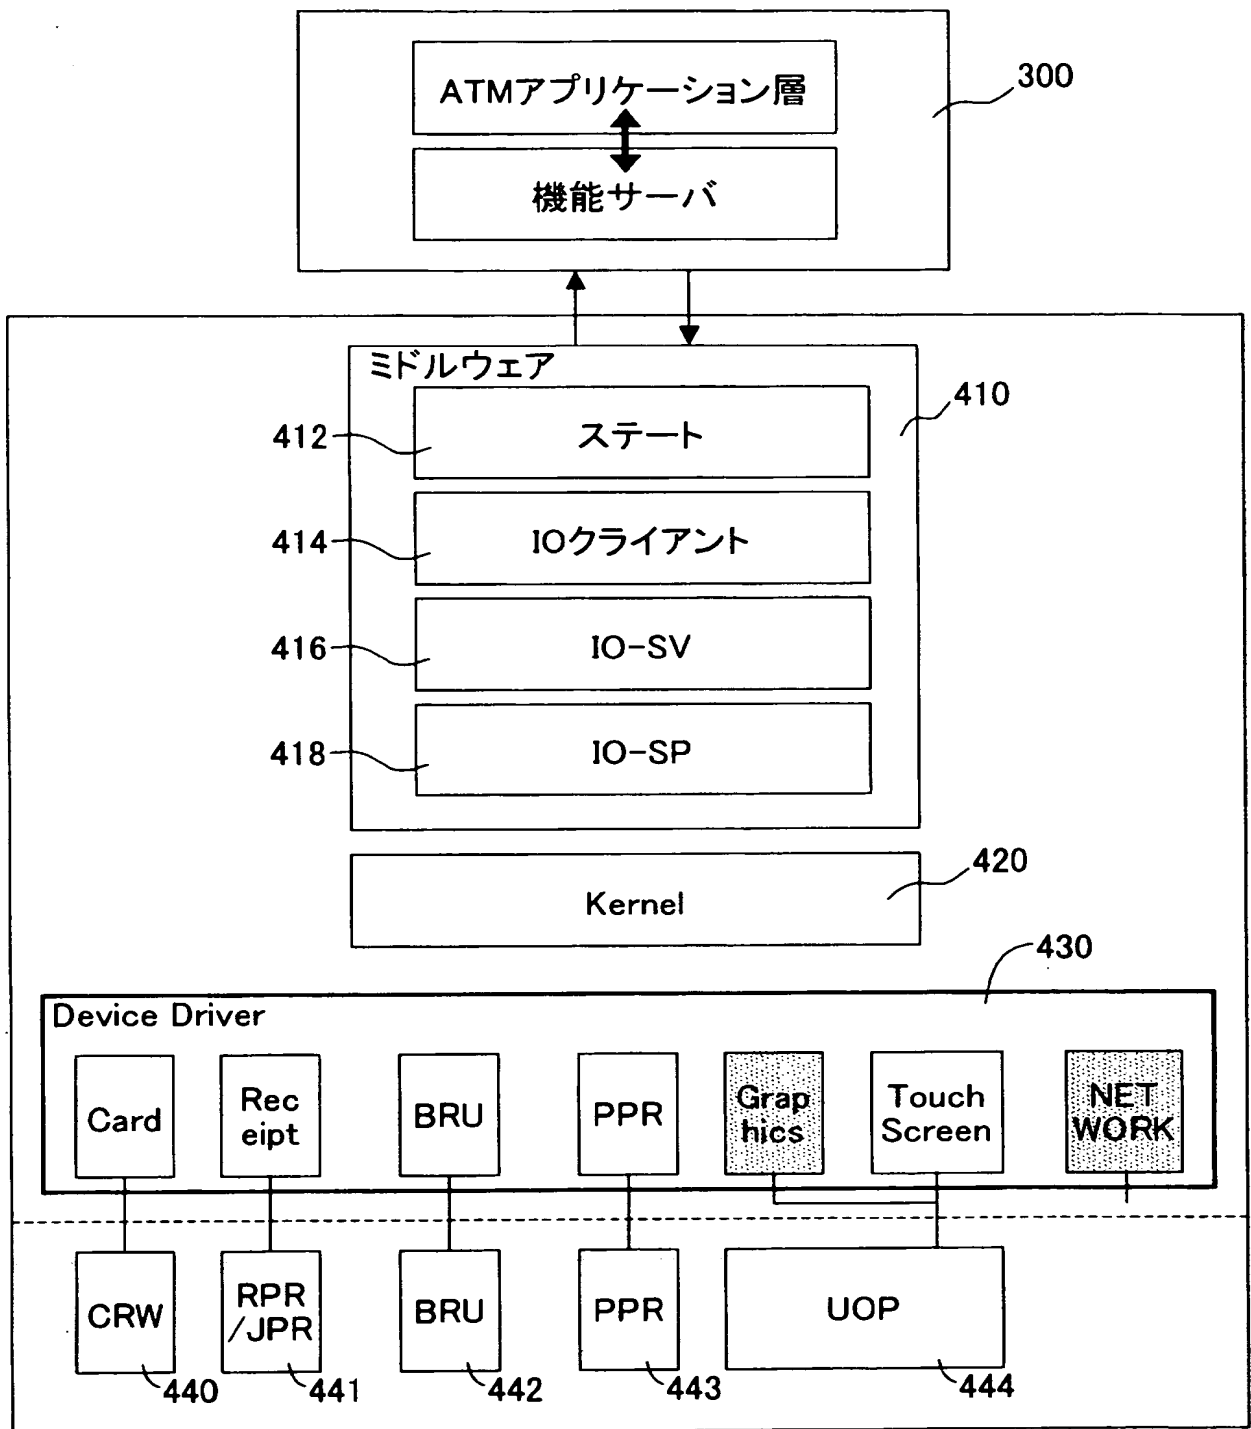 ATMアプリケーション層
300
機能サーバ
ミドルウェア
410
412
ステート
414
IOクライアント
416
IO-SV
418
IO-SP
420
Kernel
430
Device Driver
Card
Rec
eipt
BRU
PPR
Grap
hics
Touch
Screen
NET
WORK
CRW
RPR
/JPR
BRU
PPR
UOP
440
441
442
443
444